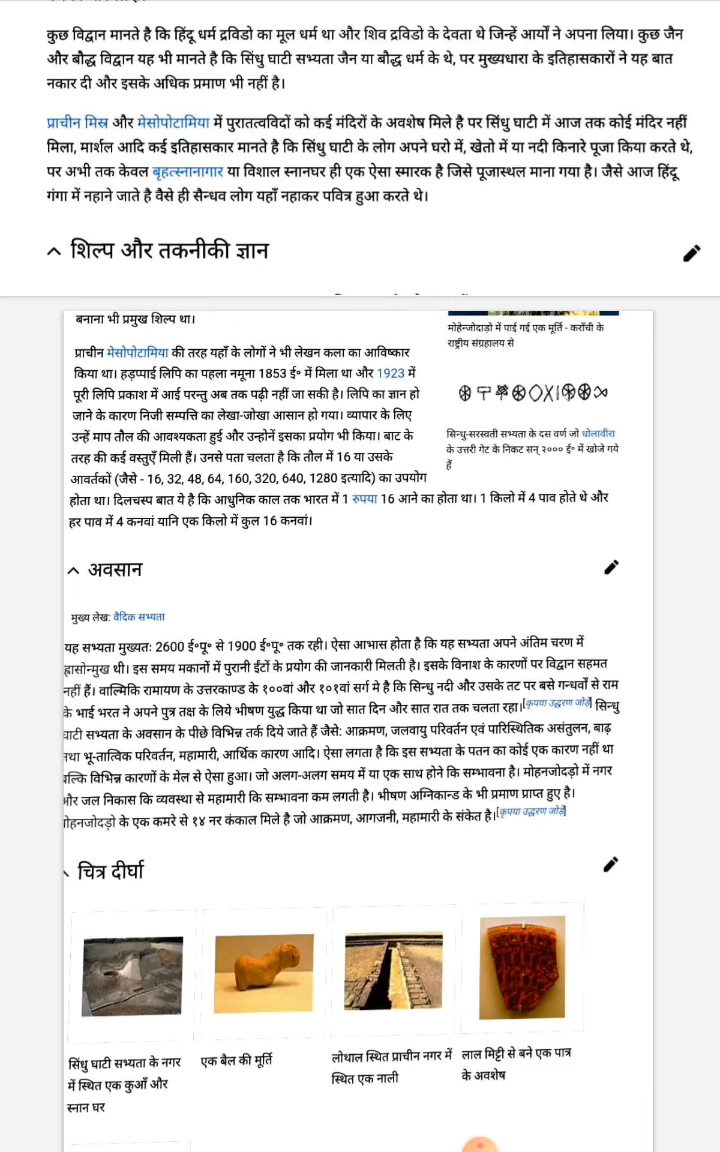 कुछ विद्वान मानते है कि हिंदू धर्म द्रविडो का मूल धर्म था और शिव द्रविडो के देवता थे जिन्हें आर्यों ने अपना लिया। कुछ जैन
और बौद्ध विद्वान यह भी मानते है कि सिंधु घाटी सभ्यता जैन या बौद्ध धर्म के थे, पर मुख्यधारा के इतिहासकारों ने यह बात
नकार दी और इसके अधिक प्रमाण भी नहीं है।
प्राचीन मिस्र और मेसोपोटामिया में पुरातत्वविदों को कई मंदिरों के अवशेष मिले है पर सिंधु घाटी में आज तक कोई मंदिर नहीं
मिला, मार्शल आदि कई इतिहासकार मानते है कि सिंधु घाटी के लोग अपने घरो में, खेतो में या नदी किनारे पूजा किया करते थे,
पर अभी तक केवल बृहत्स्नानागार या विशाल स्नानघर ही एक ऐसा स्मारक है जिसे पूजास्थल माना गया है। जैसे आज हिंदू
गंगा में नहाने जाते है वैसे ही सैन्धव लोग यहाँ नहाकर पवित्र हुआ करते थे।
शिल्प और तकनीकी ज्ञान
बनाना भी प्रमुख शिल्प था।
प्राचीन मेसोपोटामिया की तरह यहाँ के लोगों ने भी लेखन कला का आविष्कार
किया था। हड़प्पाई लिपि का पहला नमूना 1853 ई॰ में मिला था और 1923 में
पूरी लिपि प्रकाश में आई परन्तु अब तक पढ़ी नहीं जा सकी है। लिपि का ज्ञान हो
जाने के कारण निजी सम्पत्ति का लेखा-जोखा आसान हो गया। व्यापार के लिए
उन्हें माप तौल की आवश्यकता हुई और उन्होनें इसका प्रयोग भी किया। बाट के
तरह की कई वस्तुएँ मिली हैं। उनसे पता चलता है कि तौल में 16 या उसके
आवर्तकों (जैसे - 16, 32, 48, 64, 160, 320, 640, 1280 इत्यादि) का उपयोग
होता था। दिलचस्प बात ये है कि आधुनिक काल तक भारत में 1 रुपया 16 आने का होता था। 1 किलो में 4 पाव होते थे और
हर पाव में 4 कनवां यानि एक किलो में कुल 16 कनवां।
मोहेन्जोदाड़ो में पाई गई एक मूर्ति - कराँची के
राष्ट्रीय संग्रहालय से
सिन्धु-सरस्वती सभ्यता के दस वर्ण जो धोलावीरा
के उत्तरी गेट के निकट सन् २००० ई॰ में खोजे गये
हैं
अवसान
मुख्य लेख: वैदिक सभ्यता
यह सभ्यता मुख्यतः 2600 ई॰पू॰ से 1900 ई॰पू॰ तक रही। ऐसा आभास होता है कि यह सभ्यता अपने अंतिम चरण में
ह्रासोन्मुख थी। इस समय मकानों में पुरानी ईंटों के प्रयोग की जानकारी मिलती है। इसके विनाश के कारणों पर विद्वान सहमत
नहीं हैं। वाल्मिकि रामायण के उत्तरकाण्ड के १००वां और १०१वां सर्ग मे है कि सिन्धु नदी और उसके तट पर बसे गन्धर्वों से राम
के भाई भरत ने अपने पुत्र तक्ष के लिये भीषण युद्ध किया था जो सात दिन और सात रात तक चलता रहा।[कृपया उद्धरण जोड़ें] सिन्धु
घाटी सभ्यता के अवसान के पीछे विभिन्न तर्क दिये जाते हैं जैसे: आक्रमण, जलवायु परिवर्तन एवं पारिस्थितिक असंतुलन, बाढ़
तथा भू-तात्विक परिवर्तन, महामारी, आर्थिक कारण आदि। ऐसा लगता है कि इस सभ्यता के पतन का कोई एक कारण नहीं था
बल्कि विभिन्न कारणों के मेल से ऐसा हुआ। जो अलग-अलग समय में या एक साथ होने कि सम्भावना है। मोहनजोदड़ो में नगर
और जल निकास कि व्यवस्था से महामारी कि सम्भावना कम लगती है। भीषण अग्निकान्ड के भी प्रमाण प्राप्त हुए है।
मोहनजोदड़ो के एक कमरे से १४ नर कंकाल मिले है जो आक्रमण, आगजनी, महामारी के संकेत है।[कृपया उद्धरण जोड़ें]
चित्र दीर्घा
सिंधु घाटी सभ्यता के नगर
में स्थित एक कुआँ और
स्नान घर
एक बैल की मूर्ति
लोथाल स्थित प्राचीन नगर में
स्थित एक नाली
लाल मिट्टी से बने एक पात्र
के अवशेष